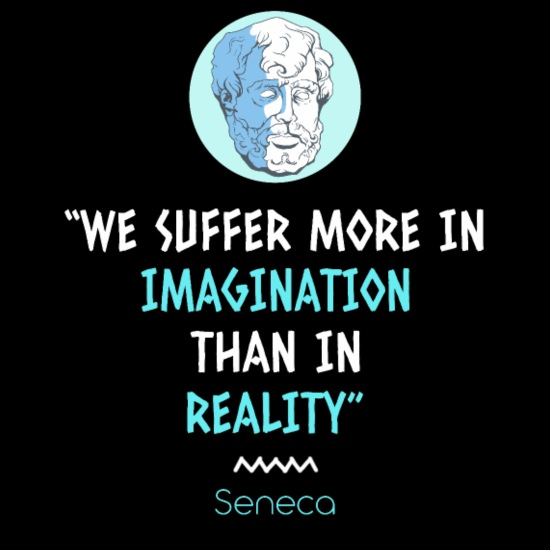 “WE SUFFER MORE IN
IMAGINATION
THAN IN
REALITY”
Seneca